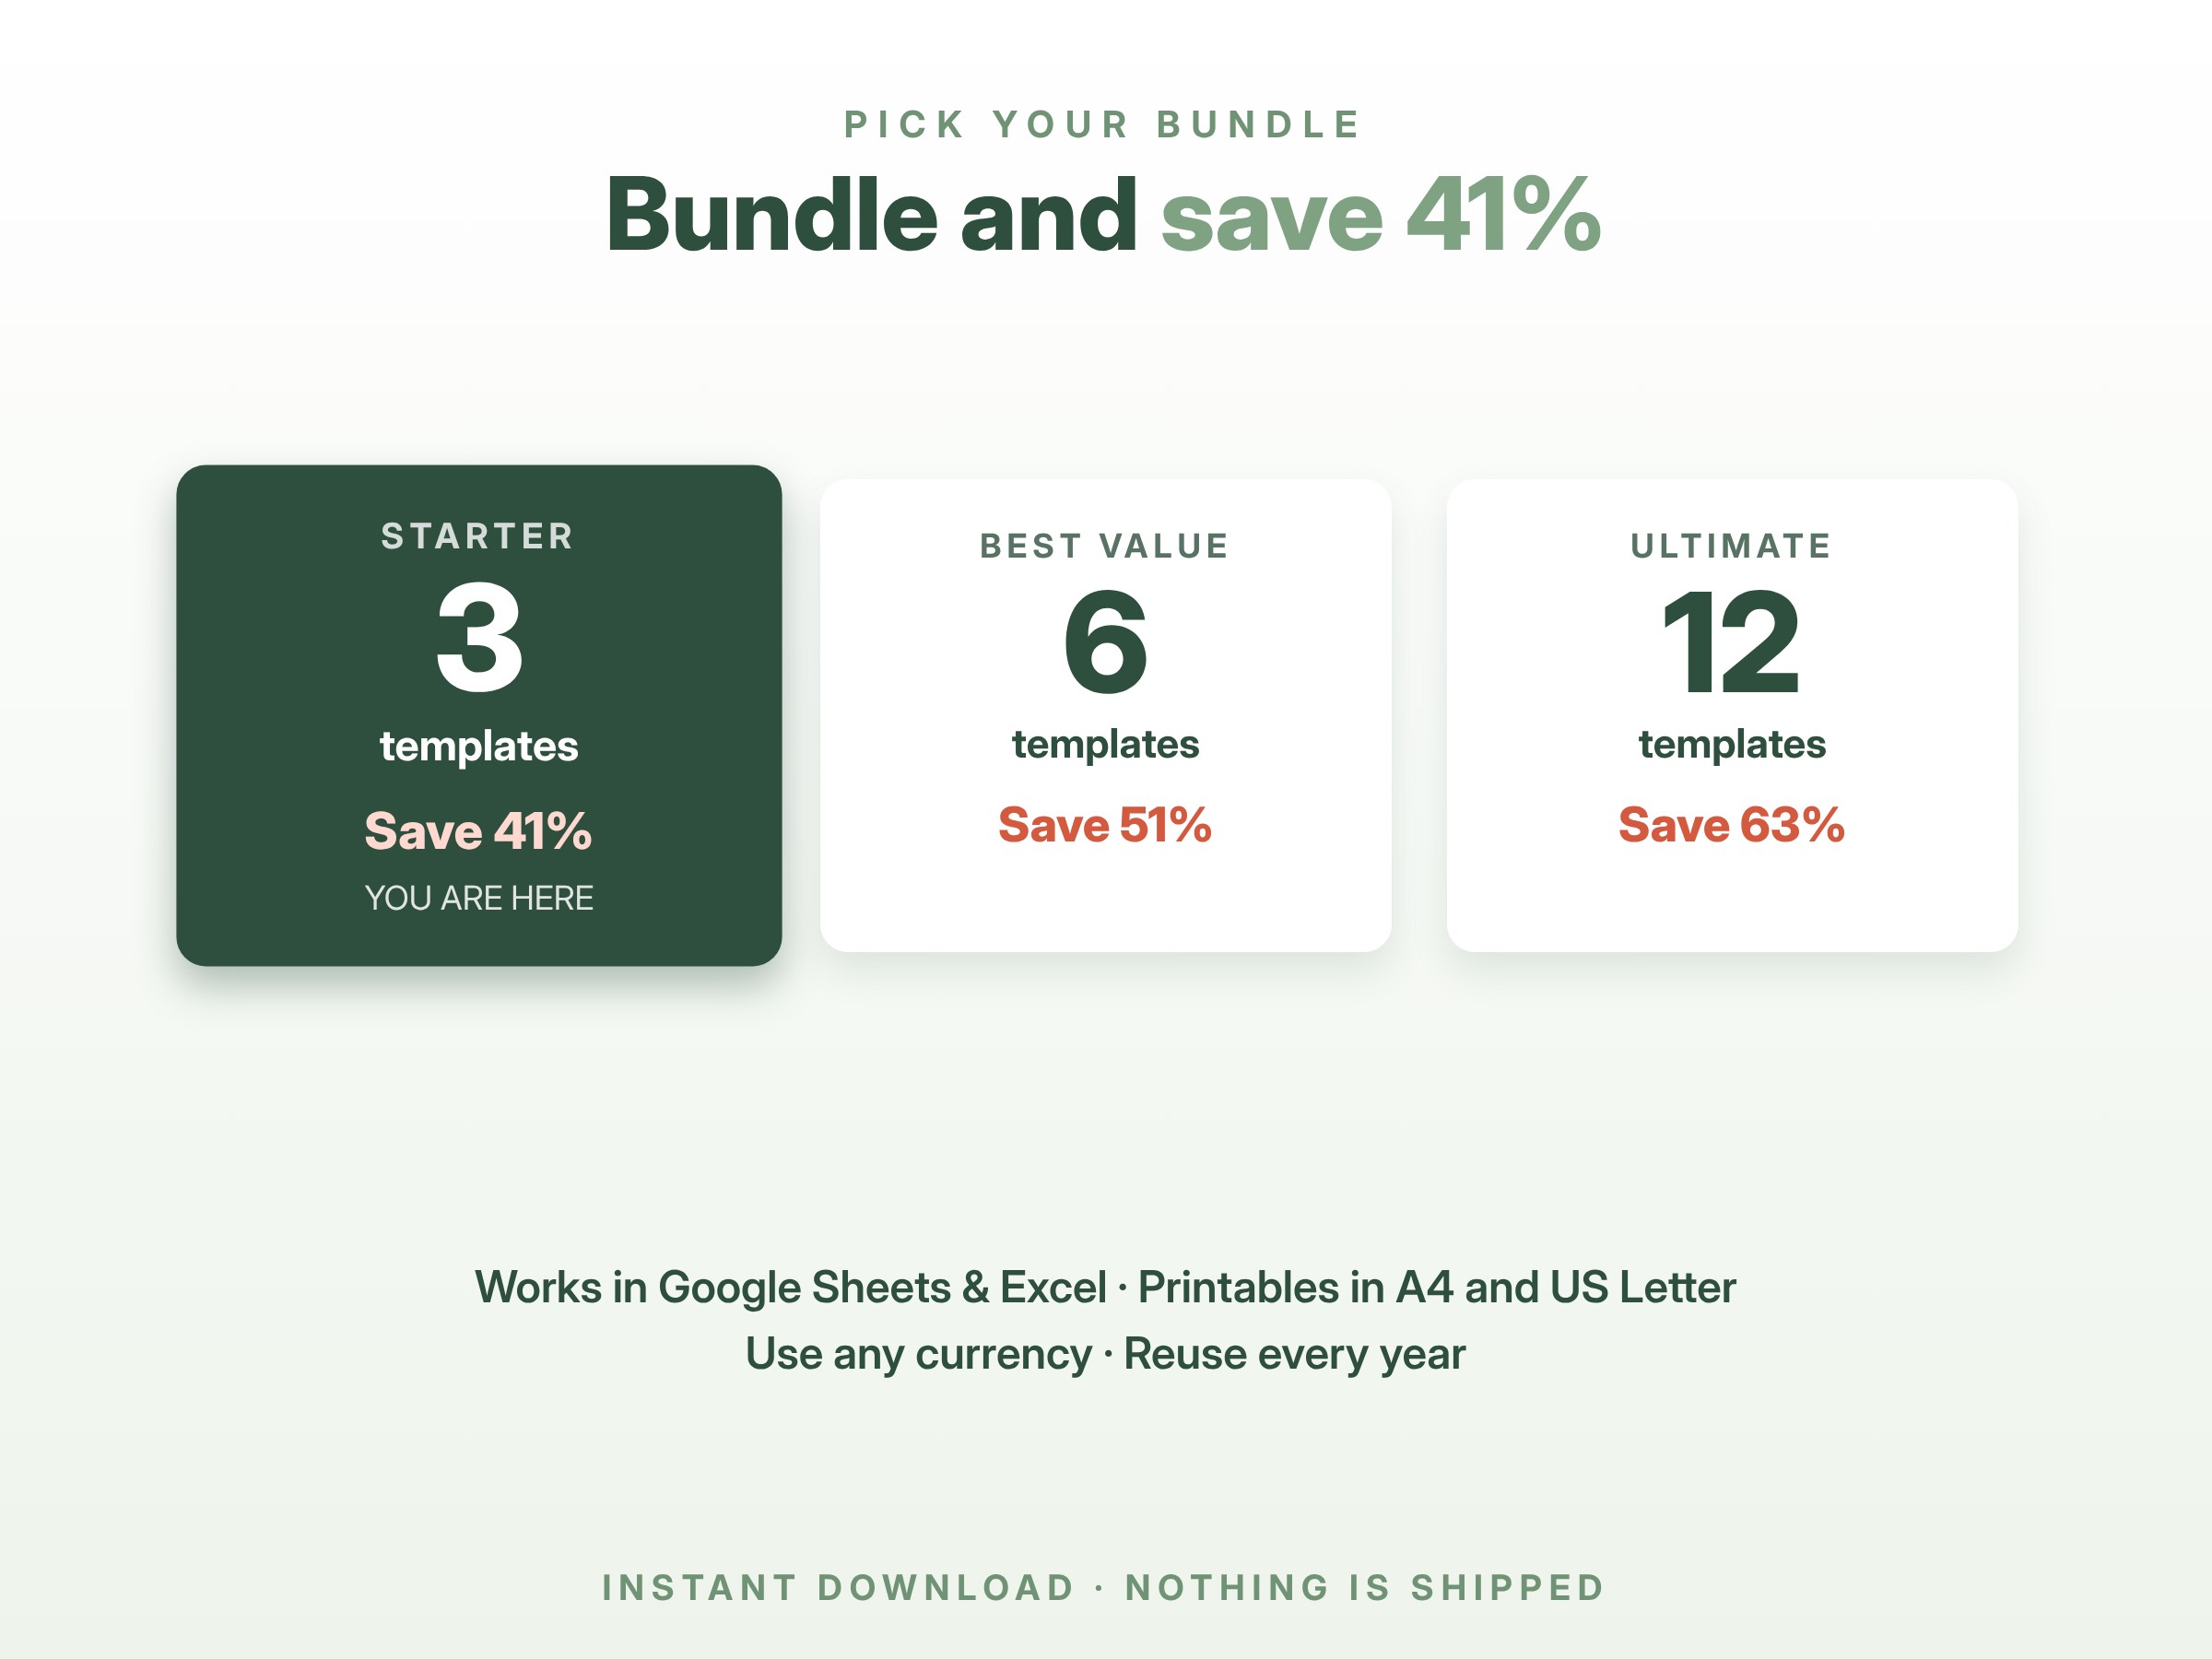 PICK YOUR BUNDLE
Bundle and save 41%
STARTER
3
templates
Save 41%
YOU ARE HERE
BEST VALUE
6
templates
Save 51%
ULTIMATE
12
templates
Save 63%
Works in Google Sheets & Excel · Printables in A4 and US Letter
Use any currency · Reuse every year
INSTANT DOWNLOAD · NOTHING IS SHIPPED